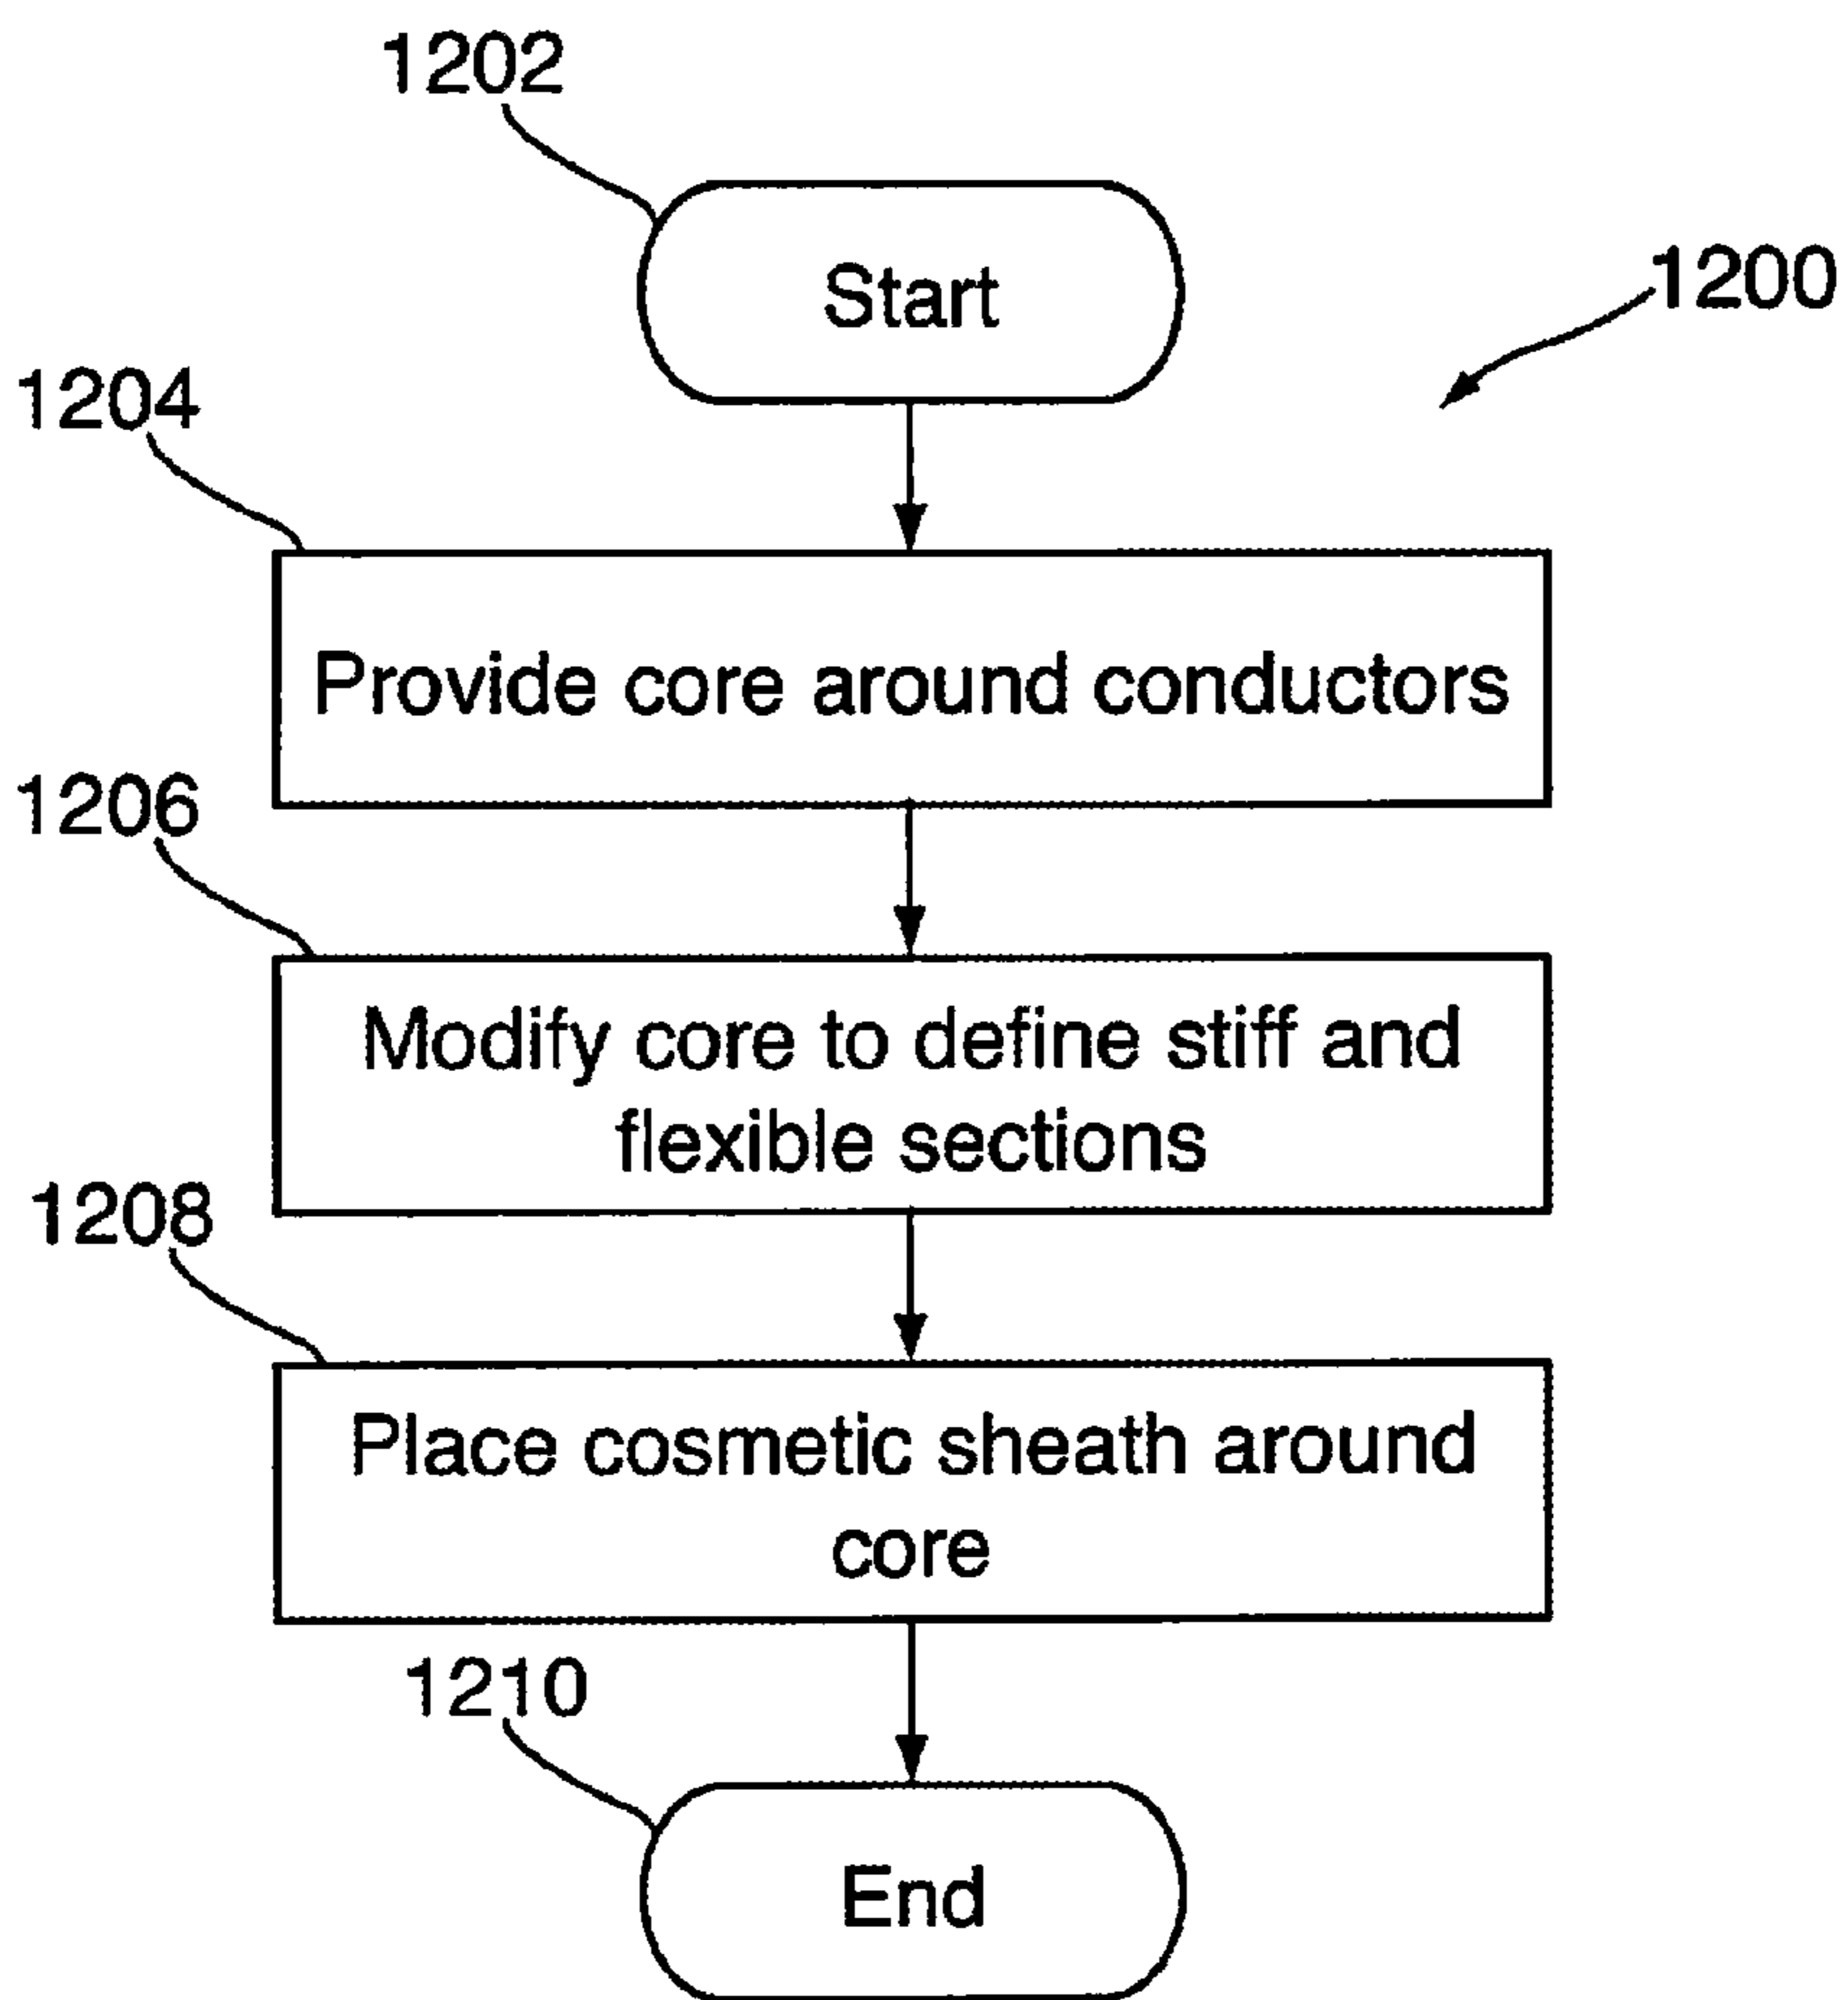 1202
Start
1200
1204
Provide core around conductors
1206
Modify core to define stiff and
flexible sections
1208
Place cosmetic sheath around
core
1210
End